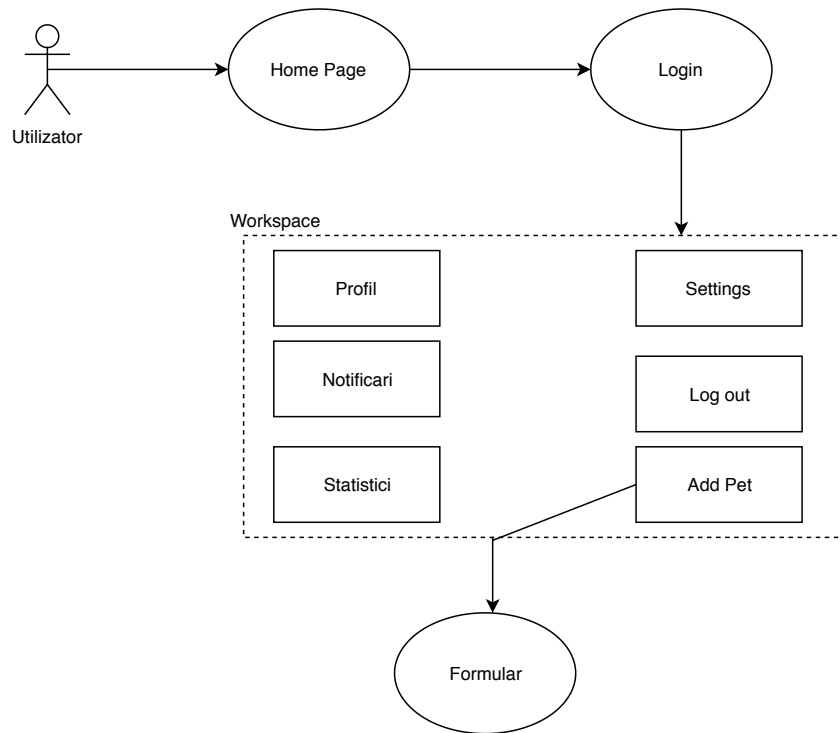 Home Page
Login
Utilizator
Workspace
Profil
Settings
Notificari
Log out
Statistici
Add Pet
Formular